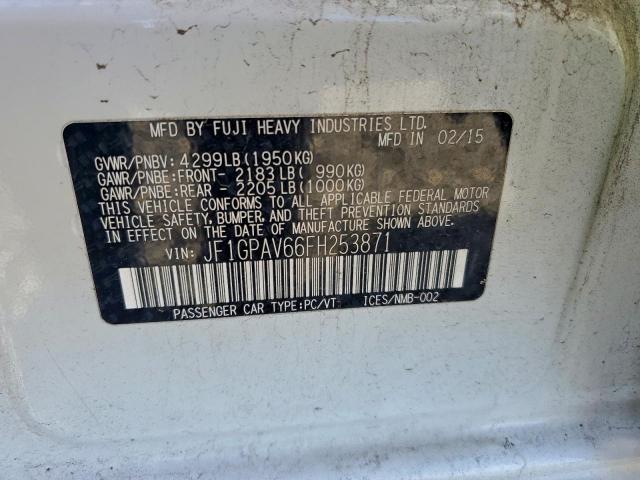 MFD BY FUJI HEAVY INDUSTRIES LTD.
MFD IN 02/15
GVWR/PNBV: 4299LB (1950KG)
GAWR/PNBE:FRONT- 2183LB( 990KG)
GAWR/PNBE:REAR - 2205LB(1000KG)
THIS VEHICLE CONFORMS TO ALL APPLICABLE FEDERAL MOTOR
VEHICLE SAFETY, BUMPER, AND THEFT PREVENTION STANDARDS
IN EFFECT ON THE DATE OF MANUFACTURE SHOWN ABOVE.
VIN: JF1GPAV66FH253871
PASSENGER CAR TYPE:PC/VT ICES/NMB-002